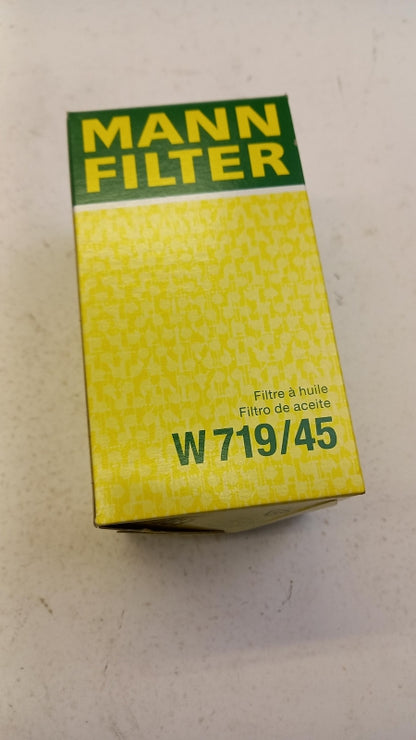 MANN
FILTER
Filtre à huile
Filtro de aceite
W 719/45